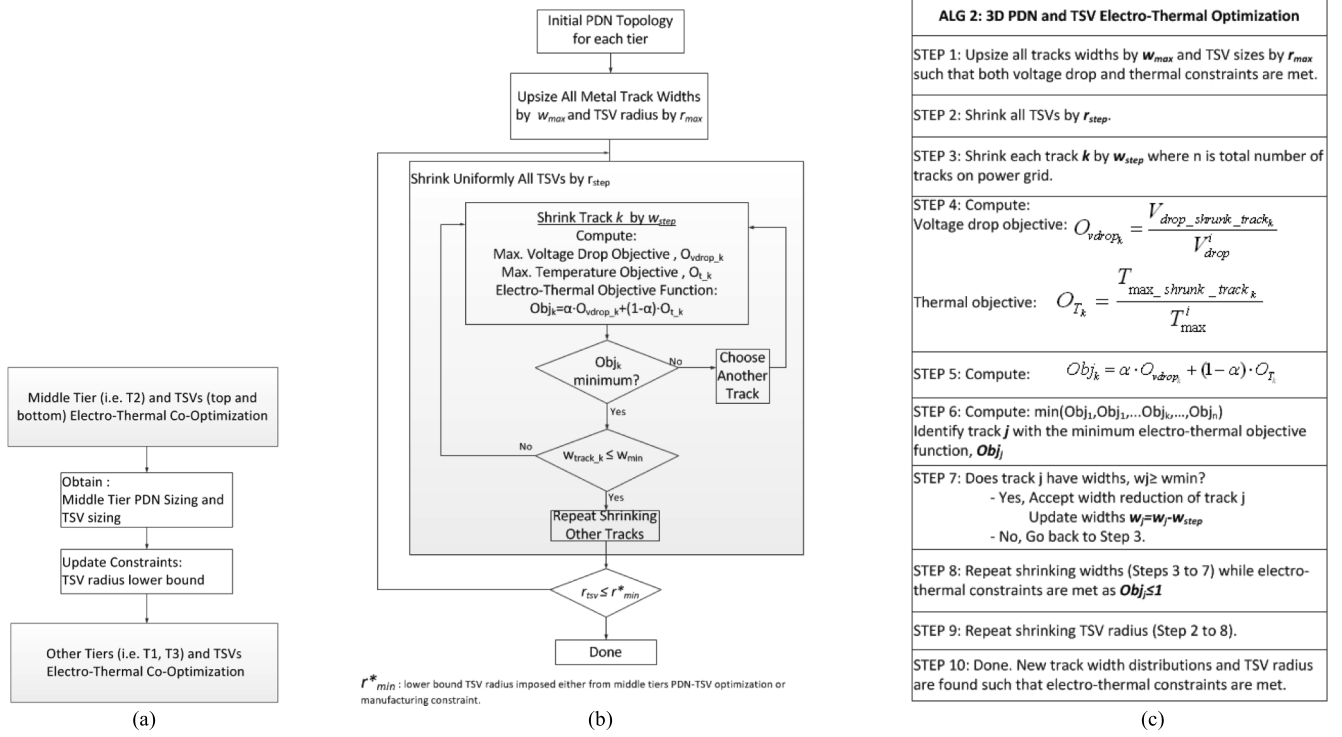 Middle Tier (i.e. T2) and TSVs (top and
bottom) Electro-Thermal Co-Optimization
Obtain :
Middle Tier PDN Sizing and
TSV sizing
Update Constraints:
TSV radius lower bound
Other Tiers (i.e. T1, T3) and TSVs
Electro-Thermal Co-Optimization
(a)
Initial PDN Topology
for each tier
Upsize All Metal Track Widths
by w_max and TSV radius by r_max
Shrink Uniformly All TSVs by r_step
Shrink Track k by w_step
Compute:
Max. Voltage Drop Objective , O_vdrop_k
Max. Temperature Objective , O_t_k
Electro-Thermal Objective Function:
Obj_k=α·O_vdrop_k+(1-α)·O_t_k
Obj_k
minimum?
No
Choose
Another
Track
Yes
No
w_track_k ≤ w_min
Yes
Repeat Shrinking
Other Tracks
r_tsv ≤ r*_min
Done
r*_min : lower bound TSV radius imposed either from middle tiers PDN-TSV optimization or
manufacturing constraint.
(b)
ALG 2: 3D PDN and TSV Electro-Thermal Optimization
STEP 1: Upsize all tracks widths by w_max and TSV sizes by r_max
such that both voltage drop and thermal constraints are met.
STEP 2: Shrink all TSVs by r_step.
STEP 3: Shrink each track k by w_step where n is total number of
tracks on power grid.
STEP 4: Compute:
Voltage drop objective: O_vdrop_k = V_drop_shrunk_track_k / V^i_drop
Thermal objective: O_T_k = T_max_shrunk_track_k / T^i_max
STEP 5: Compute: Obj_k = α·O_vdrop_k + (1−α)·O_T_k
STEP 6: Compute: min(Obj_1,Obj_1,...Obj_k,...,Obj_n)
Identify track j with the minimum electro-thermal objective
function, Obj_j
STEP 7: Does track j have widths, wj≥ wmin?
- Yes, Accept width reduction of track j
Update widths w_j=w_j-w_step
- No, Go back to Step 3.
STEP 8: Repeat shrinking widths (Steps 3 to 7) while electro-
thermal constraints are met as Obj_j≤1
STEP 9: Repeat shrinking TSV radius (Step 2 to 8).
STEP 10: Done. New track width distributions and TSV radius
are found such that electro-thermal constraints are met.
(c)